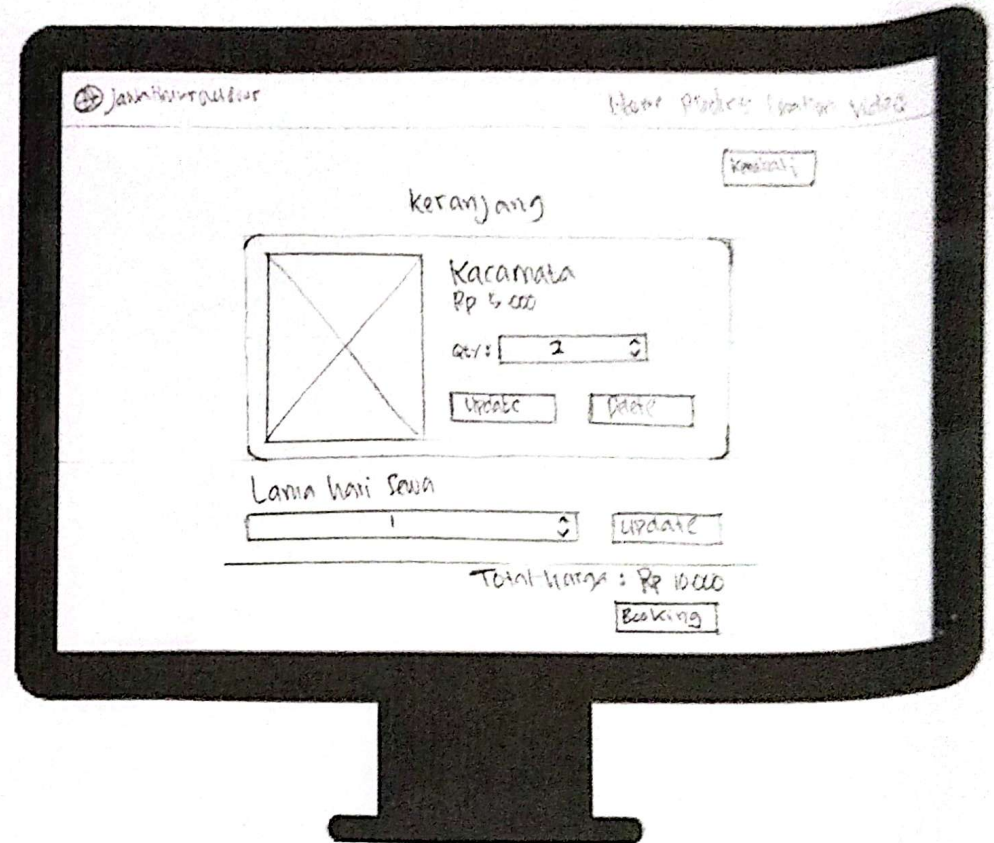 Home Product Location Video
Kembali
Keranjang
Kacamata
Rp 5.000
Qty: 2
Update Delete
Lama hari Sewa
1 Update
Total harga : Rp 10.000
Booking